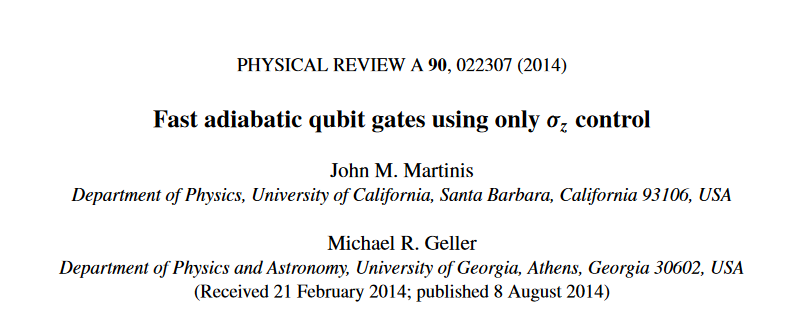 PHYSICAL REVIEW A 90, 022307 (2014)
Fast adiabatic qubit gates using only σz control
John M. Martinis
Department of Physics, University of California, Santa Barbara, California 93106, USA
Michael R. Geller
Department of Physics and Astronomy, University of Georgia, Athens, Georgia 30602, USA
(Received 21 February 2014; published 8 August 2014)